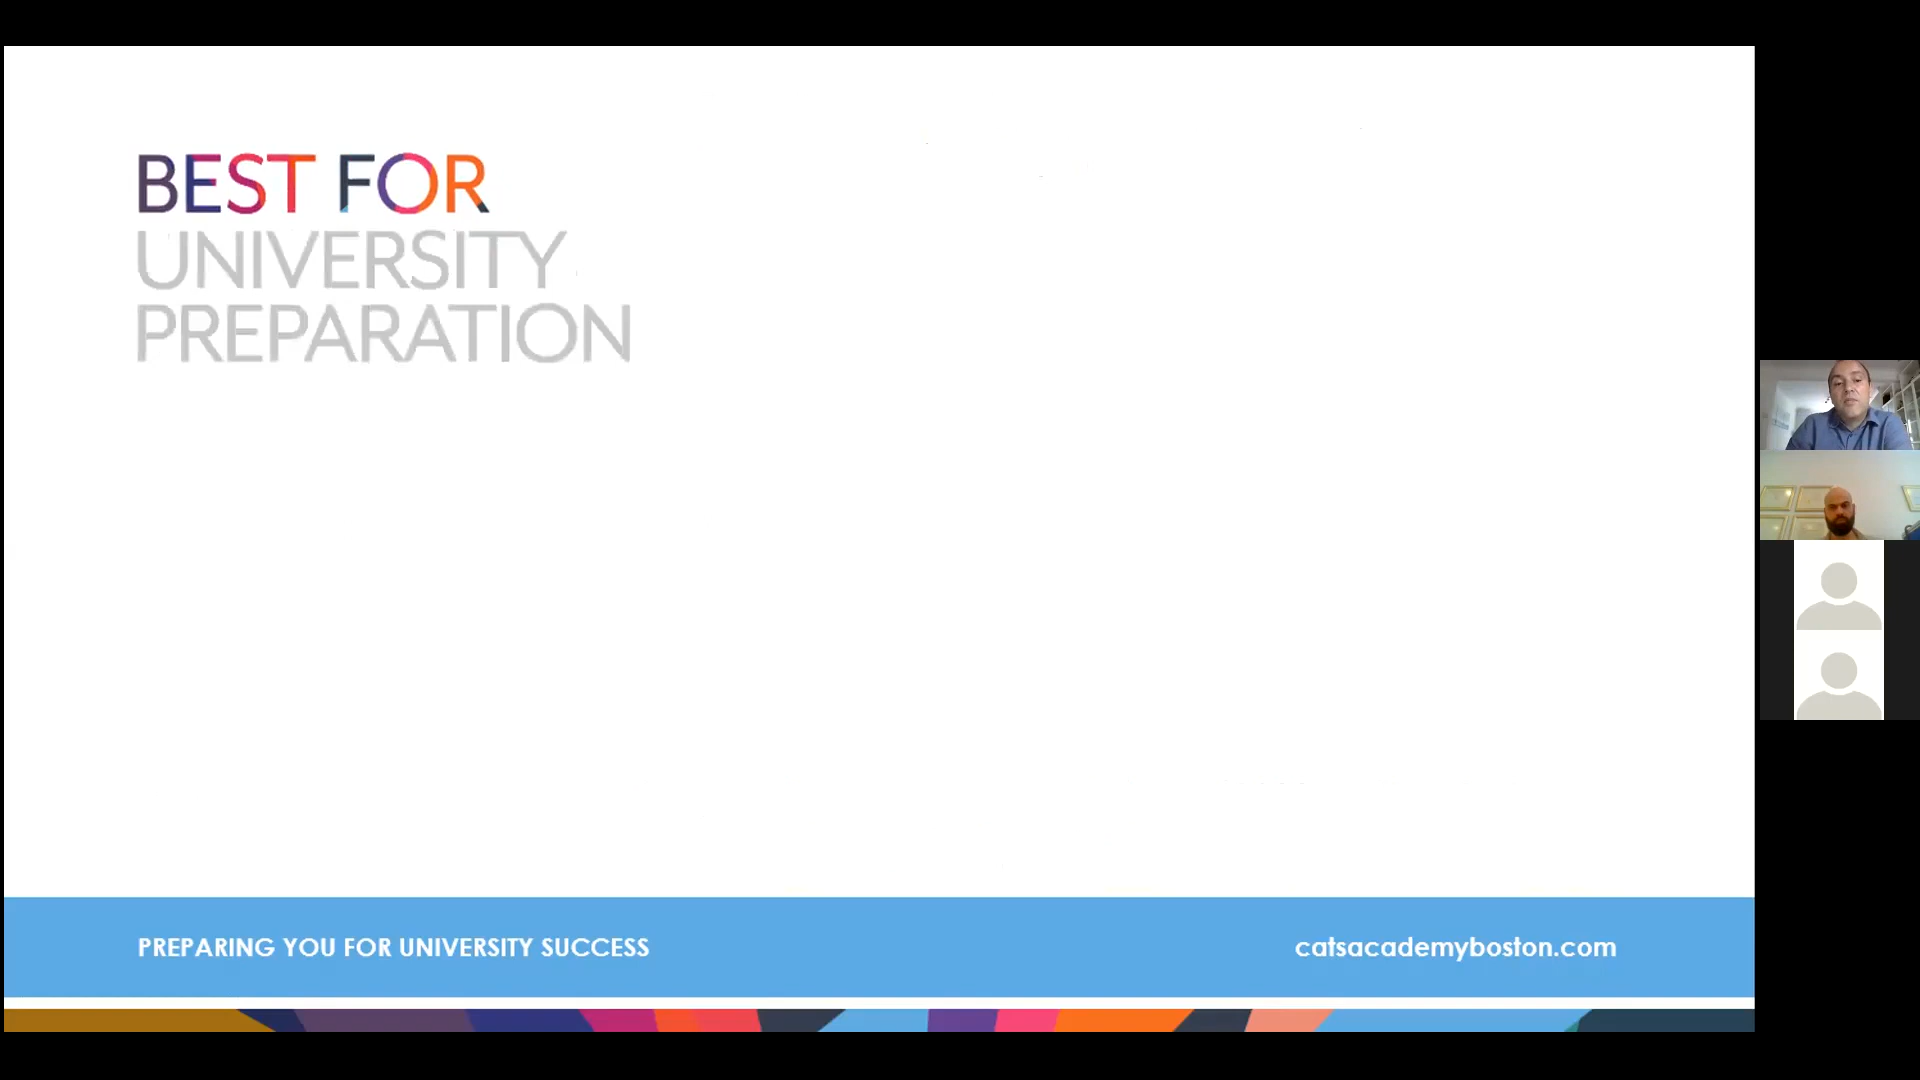 BEST FOR
UNIVERSITY
PREPARATION
PREPARING YOU FOR UNIVERSITY SUCCESS
catsacademyboston.com